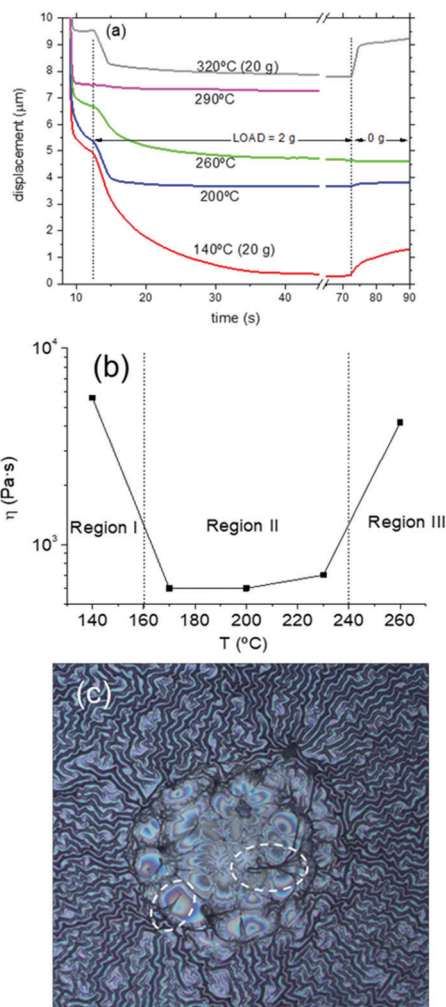 (a)
10
9
8
7
6
5
4
3
2
1
0
displacement (μm)
320ºC (20 g)
290ºC
LOAD = 2 g
0 g
260ºC
200ºC
140ºC (20 g)
10 20 30 40 70 80 90
time (s)
(b)
10⁴
10³
η (Pa·s)
Region I
Region II
Region III
140 160 180 200 220 240 260
T (ºC)
(c)